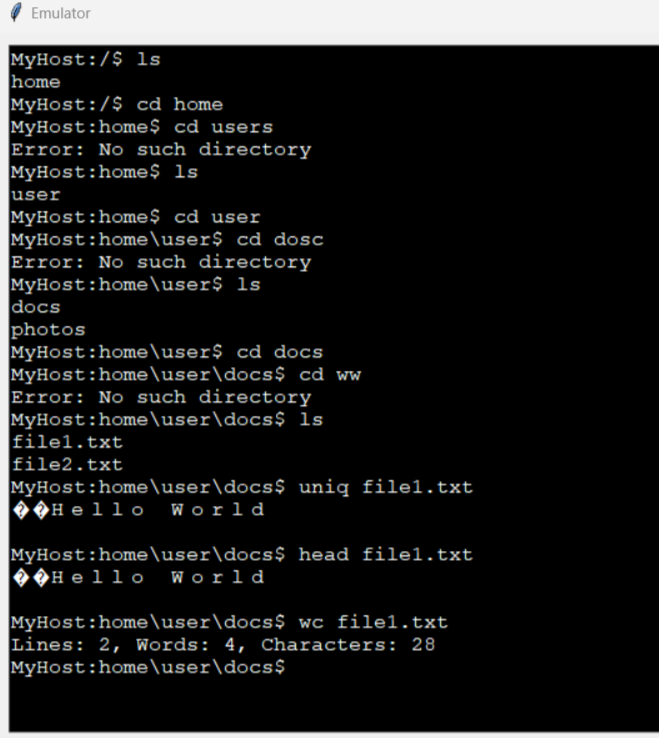 Emulator
MyHost:/$ ls
home
MyHost:/$ cd home
MyHost:home$ cd users
Error: No such directory
MyHost:home$ ls
user
MyHost:home$ cd user
MyHost:home\user$ cd dosc
Error: No such directory
MyHost:home\user$ ls
docs
photos
MyHost:home\user$ cd docs
MyHost:home\user\docs$ cd ww
Error: No such directory
MyHost:home\user\docs$ ls
file1.txt
file2.txt
MyHost:home\user\docs$ uniq file1.txt
��H e l l o   W o r l d
MyHost:home\user\docs$ head file1.txt
��H e l l o   W o r l d
MyHost:home\user\docs$ wc file1.txt
Lines: 2, Words: 4, Characters: 28
MyHost:home\user\docs$